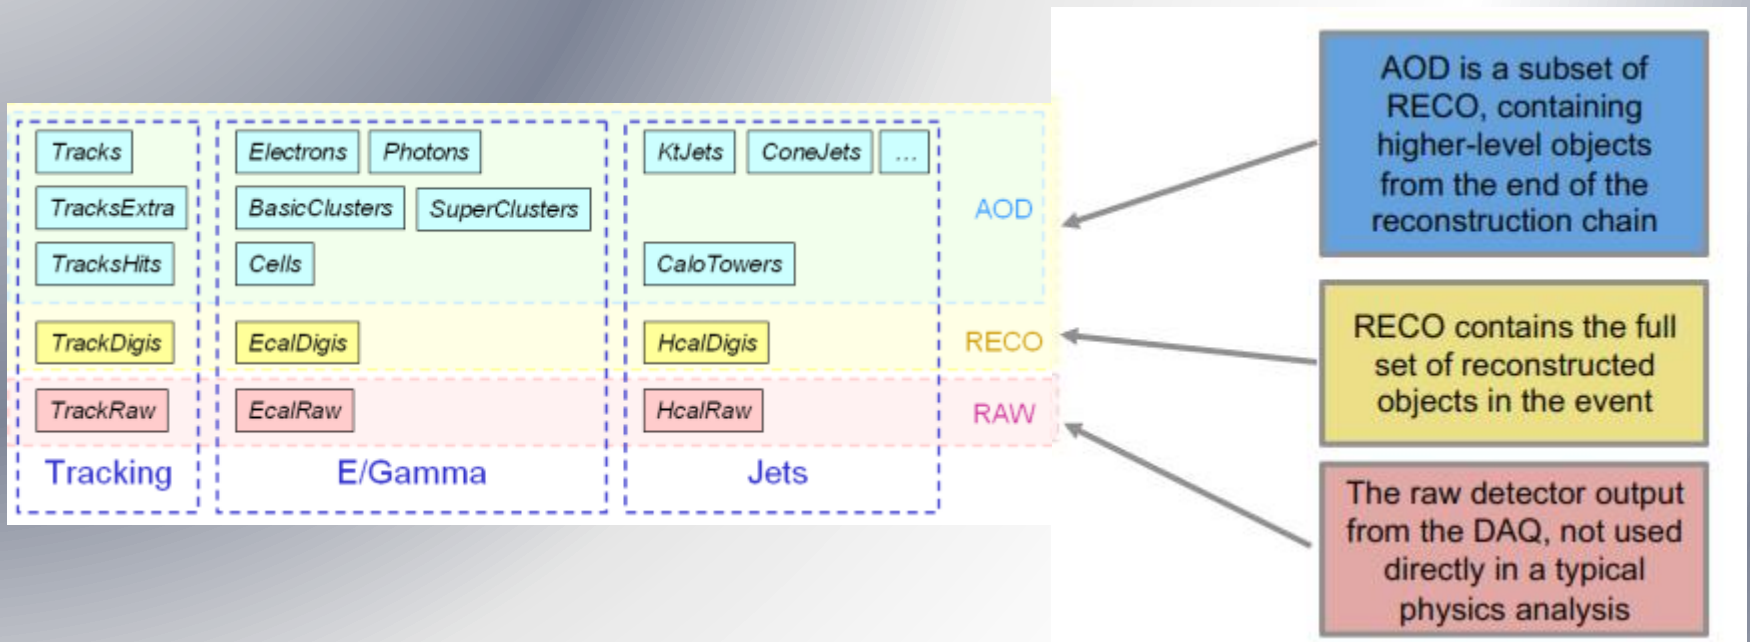 Tracks
TracksExtra
TracksHits
TrackDigis
TrackRaw
Tracking
Electrons Photons
BasicClusters SuperClusters
Cells
EcalDigis
EcalRaw
E/Gamma
KtJets ConeJets ...
CaloTowers
HcalDigis
HcalRaw
Jets
AOD
RECO
RAW
AOD is a subset of
RECO, containing
higher-level objects
from the end of the
reconstruction chain
RECO contains the full
set of reconstructed
objects in the event
The raw detector output
from the DAQ, not used
directly in a typical
physics analysis